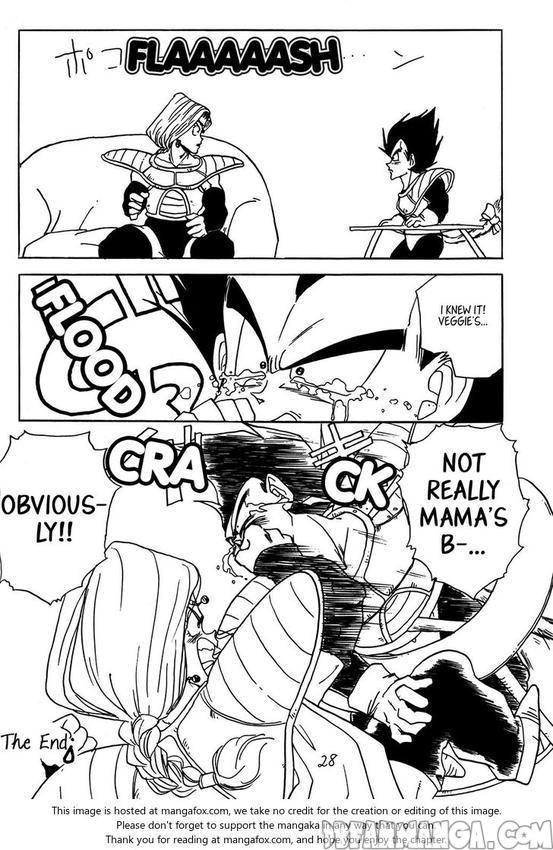 ポコ FLAAAAASH ... ン
I KNEW IT!
VEGGIE'S...
FLOOD
CRA
CK
NOT
REALLY
MAMA'S
B-...
OBVIOUS-
LY!!
The End
28
This image is hosted at mangafox.com, we take no credit for the creation or editing of this image.
Please don't forget to support the mangaka in any way that you can.
Thank you for reading at mangafox.com, and hope you enjoy the chapter.